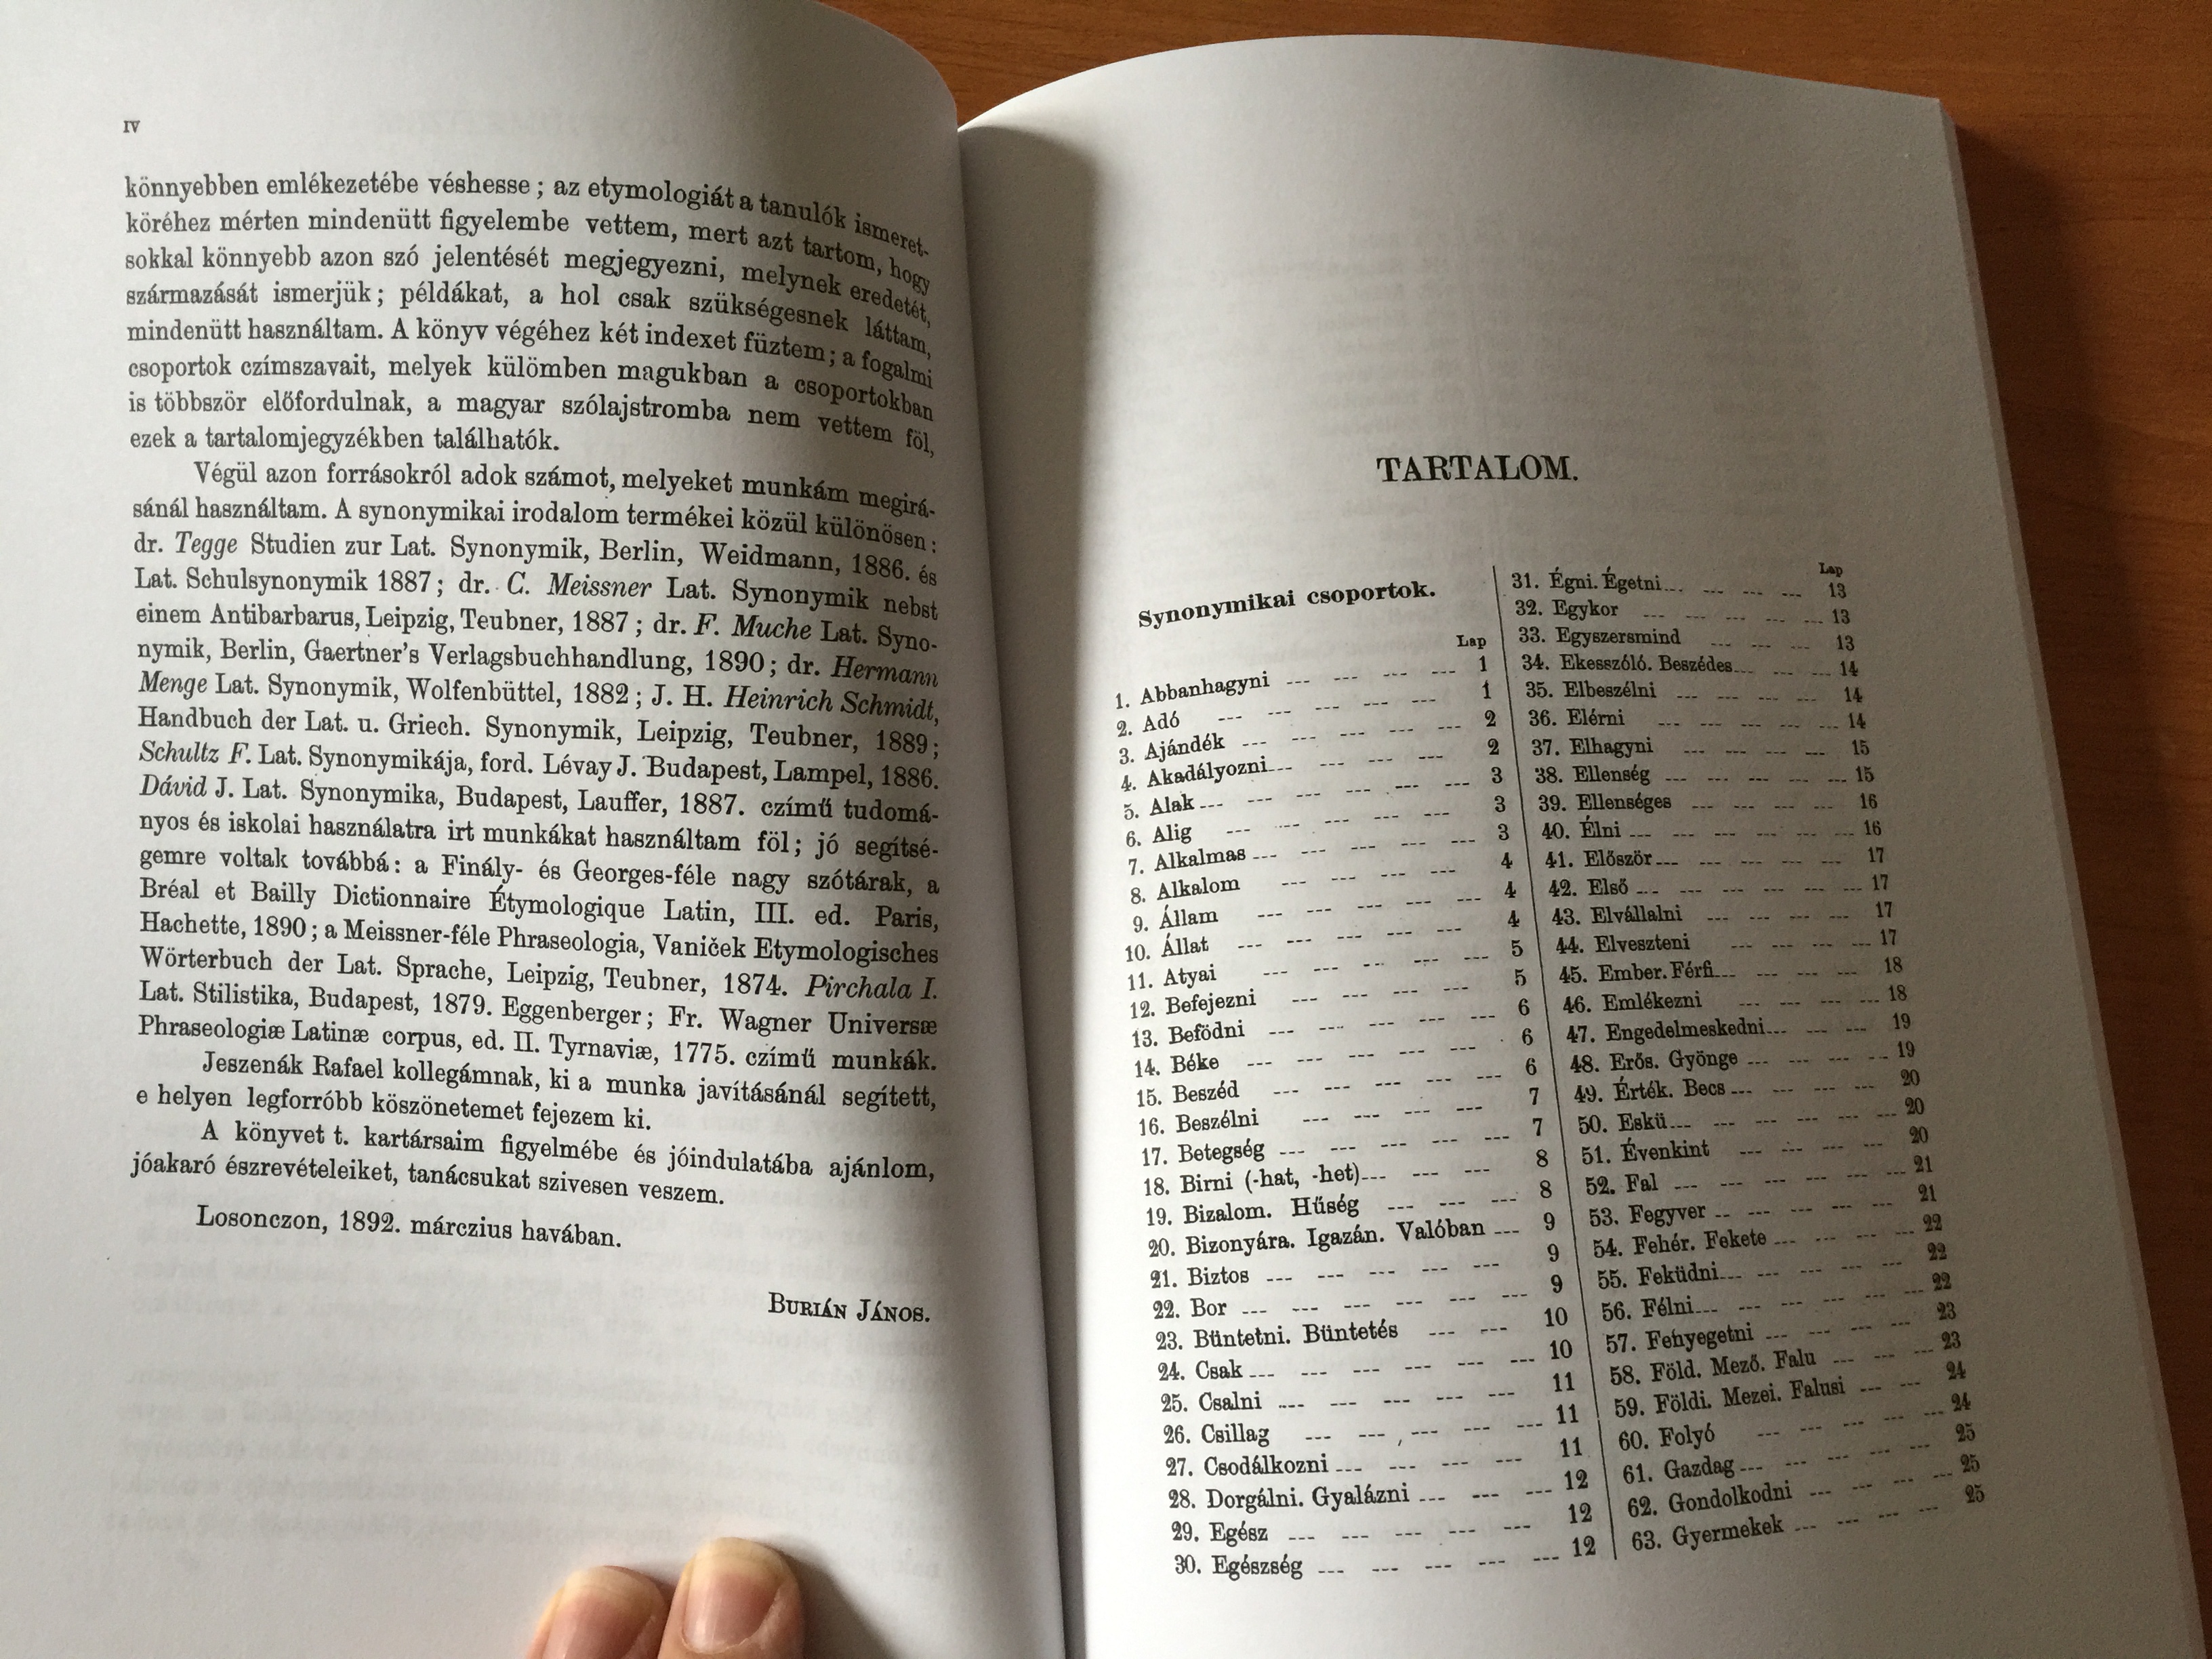 IV
könnyebben emlékezetébe véshesse; az etymologiát a tanulók ismeret-
köréhez mérten mindenütt figyelembe vettem, mert azt tartom, hogy
sokkal könnyebb azon szó jelentését megjegyezni, melynek eredetét,
származását ismerjük; példákat, a hol csak szükségesnek láttam,
mindenütt használtam. A könyv végéhez két indexet füztem; a fogalmi
csoportok czímszavait, melyek külömben magukban a csoportokban
is többször előfordulnak, a magyar szólajstromba nem vettem föl,
ezek a tartalomjegyzékben találhatók.
Végül azon forrásokról adok számot, melyeket munkám megirá-
sánál használtam. A synonymikai irodalom termékei közül különösen:
dr. Tegge Studien zur Lat. Synonymik, Berlin, Weidmann, 1886. és
Lat. Schulsynonymik 1887; dr. C. Meissner Lat. Synonymik nebst
einem Antibarbarus, Leipzig, Teubner, 1887; dr. F. Muche Lat. Syno-
nymik, Berlin, Gaertner's Verlagsbuchhandlung, 1890; dr. Hermann
Menge Lat. Synonymik, Wolfenbüttel, 1882; J. H. Heinrich Schmidt,
Handbuch der Lat. u. Griech. Synonymik, Leipzig, Teubner, 1889;
Schultz F. Lat. Synonymikája, ford. Lévay J. Budapest, Lampel, 1886.
Dávid J. Lat. Synonymika, Budapest, Lauffer, 1887. czímű tudomá-
nyos és iskolai használatra irt munkákat használtam föl; jó segítsé-
gemre voltak továbbá: a Finály- és Georges-féle nagy szótárak, a
Bréal et Bailly Dictionnaire Étymologique Latin, III. ed. Paris,
Hachette, 1890; a Meissner-féle Phraseologia, Vaniček Etymologisches
Wörterbuch der Lat. Sprache, Leipzig, Teubner, 1874. Pirchala I.
Lat. Stilistika, Budapest, 1879. Eggenberger; Fr. Wagner Universæ
Phraseologiæ Latinæ corpus, ed. II. Tyrnaviæ, 1775. czímű munkák.
Jeszenák Rafael kollegámnak, ki a munka javításánál segített,
e helyen legforróbb köszönetemet fejezem ki.
A könyvet t. kartársaim figyelmébe és jóindulatába ajánlom,
jóakaró észrevételeiket, tanácsukat szivesen veszem.
Losonczon, 1892. márczius havában.
BURIÁN JÁNOS.
TARTALOM.
Synonymikai csoportok.
Lap
1. Abbanhagyni --- --- --- --- 1
2. Adó --- --- --- --- --- 1
3. Ajándék --- --- --- --- --- 2
4. Akadályozni --- --- --- --- 2
5. Alak --- --- --- --- --- --- 3
6. Alig --- --- --- --- --- 3
7. Alkalmas --- --- --- --- --- 3
8. Alkalom --- --- --- --- 4
9. Állam --- --- --- --- --- 4
10. Állat --- --- --- --- --- 4
11. Atyai --- --- --- --- --- 5
12. Befejezni --- --- --- --- 5
13. Befödni --- --- --- --- --- 6
14. Béke --- --- --- --- --- 6
15. Beszéd --- --- --- --- --- 6
16. Beszélni --- --- --- --- 7
17. Betegség --- --- --- --- --- 7
18. Birni (-hat, -het) --- --- --- 8
19. Bizalom. Hűség --- --- --- 8
20. Bizonyára. Igazán. Valóban --- 9
21. Biztos --- --- --- --- --- 9
22. Bor --- --- --- --- --- --- 9
23. Büntetni. Büntetés --- --- 10
24. Csak --- --- --- --- --- --- 10
25. Csalni --- --- --- --- --- 11
26. Csillag --- --- --- --- --- 11
27. Csodálkozni --- --- --- --- 11
28. Dorgálni. Gyalázni --- --- --- 12
29. Egész --- --- --- --- --- 12
30. Egészség --- --- --- --- --- 12
Lap
31. Égni. Égetni --- --- --- --- 13
32. Egykor --- --- --- --- --- 13
33. Egyszersmind --- --- --- 13
34. Ekesszóló. Beszédes --- --- --- 14
35. Elbeszélni --- --- --- --- 14
36. Elérni --- --- --- --- --- 14
37. Elhagyni --- --- --- --- 15
38. Ellenség --- --- --- --- --- 15
39. Ellenséges --- --- --- --- 16
40. Élni --- --- --- --- --- --- 16
41. Először --- --- --- --- --- 17
42. Első --- --- --- --- --- --- 17
43. Elvállalni --- --- --- --- 17
44. Elveszteni --- --- --- --- 17
45. Ember. Férfi --- --- --- --- 18
46. Emlékezni --- --- --- --- 18
47. Engedelmeskedni --- --- --- 19
48. Erős. Gyönge --- --- --- --- 19
49. Érték. Becs --- --- --- --- 20
50. Eskü --- --- --- --- --- --- 20
51. Évenkint --- --- --- --- 20
52. Fal --- --- --- --- --- --- 21
53. Fegyver --- --- --- --- --- 21
54. Fehér. Fekete --- --- --- --- 22
55. Feküdni --- --- --- --- --- 22
56. Félni --- --- --- --- --- --- 22
57. Fenyegetni --- --- --- --- 23
58. Föld. Mező. Falu --- --- --- 23
59. Földi. Mezei. Falusi --- --- 24
60. Folyó --- --- --- --- --- 24
61. Gazdag --- --- --- --- --- 25
62. Gondolkodni --- --- --- --- 25
63. Gyermekek --- --- --- --- 25